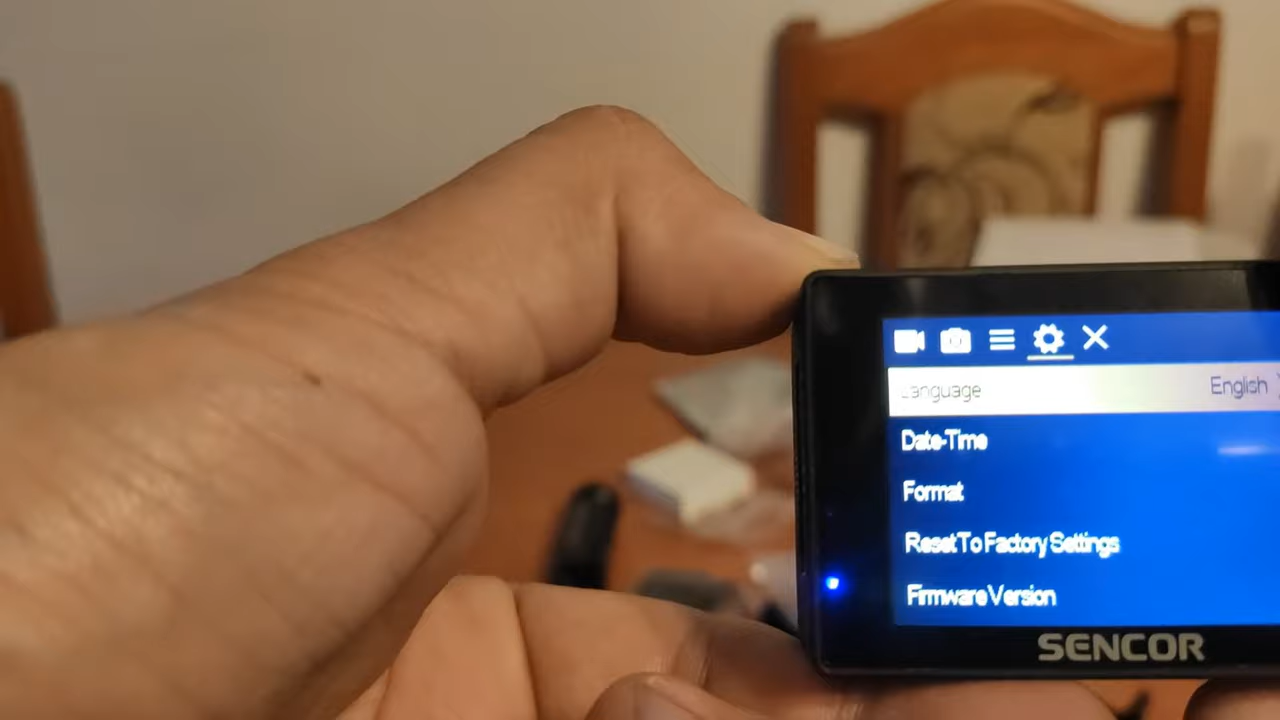 Language English
Date-Time
Format
Reset To Factory Settings
Firmware Version
SENCOR